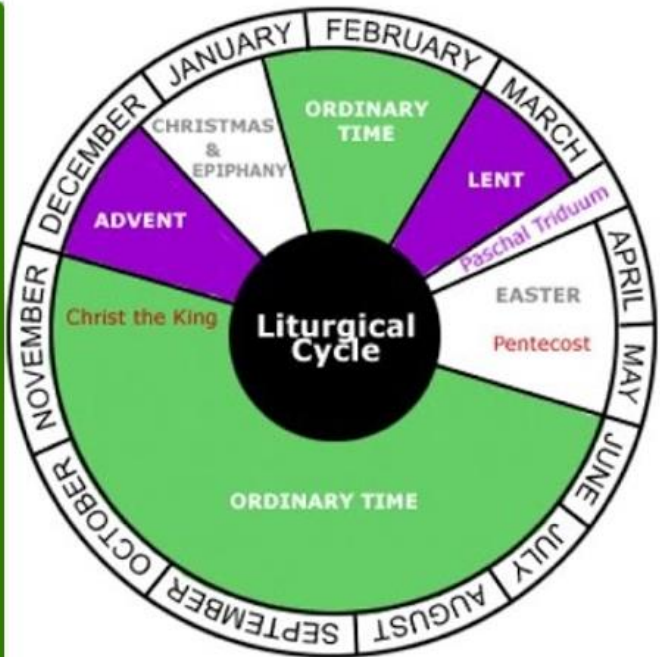 JANUARY
FEBRUARY
MARCH
APRIL
MAY
JUNE
JULY
AUGUST
SEPTEMBER
OCTOBER
NOVEMBER
DECEMBER
CHRISTMAS
&
EPIPHANY
ORDINARY
TIME
LENT
Paschal Triduum
EASTER
Pentecost
ORDINARY TIME
Christ the King
ADVENT
Liturgical
Cycle